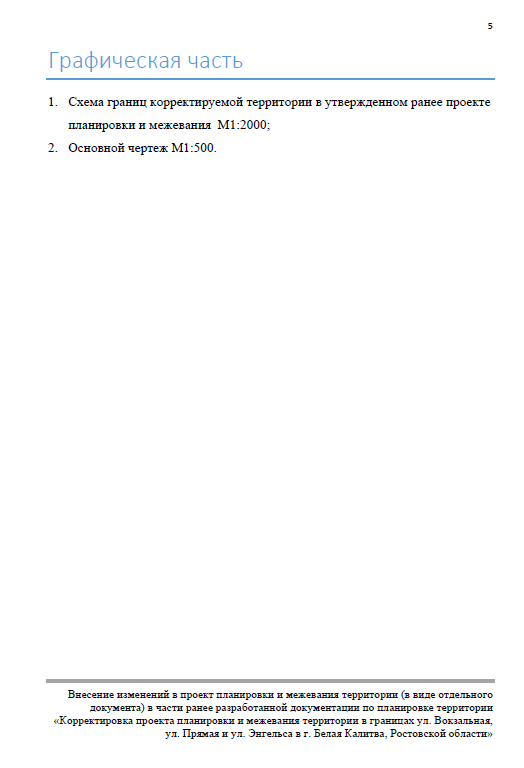 5
Графическая часть
1. Схема границ корректируемой территории в утвержденном ранее проекте
планировки и межевания М1:2000;
2. Основной чертеж М1:500.
Внесение изменений в проект планировки и межевания территории (в виде отдельного
документа) в части ранее разработанной документации по планировке территории
«Корректировка проекта планировки и межевания территории в границах ул. Вокзальная,
ул. Прямая и ул. Энгельса в г. Белая Калитва, Ростовской области»